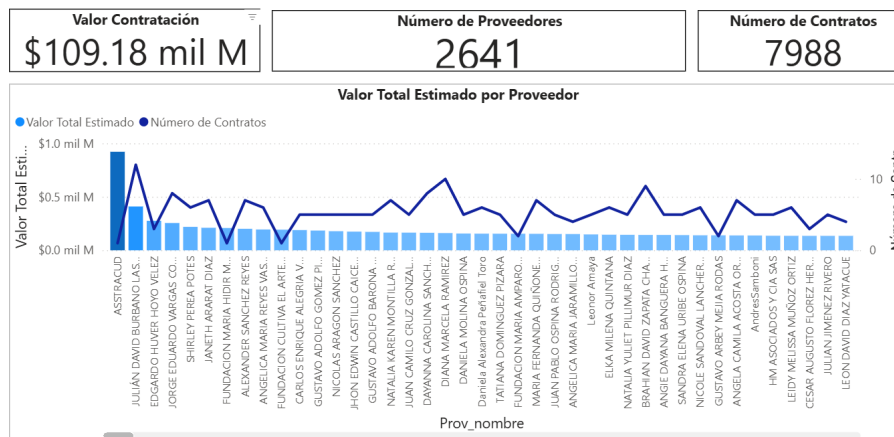 Valor Contratación
$109.18 mil M
Número de Proveedores
2641
Número de Contratos
7988
Valor Total Estimado por Proveedor
Valor Total Estimado
Número de Contratos
Valor Total Esti...
$1.0 mil M
$0.5 mil M
$0.0 mil M
10
0
ASSTRACUD
JULIÁN DAVID BURBANO LAS...
EDGARDO HUVER HOYO VELEZ
JORGE EDUARDO VARGAS CO...
SHIRLEY PEREA POTES
JANETH ARARAT DIAZ
FUNDACION MARIA HIDIR M...
ALEXANDER SANCHEZ REYES
ANGELICA MARIA REYES VAS...
FUNDACION CULTIVA EL ARTE...
CARLOS ENRIQUE ALEGRIA V...
GUSTAVO ADOLFO GOMEZ PI...
NICOLAS ARAGON SANCHEZ
JHON EDWIN CASTILLO CAICE...
GUSTAVO ADOLFO BARONA ...
NATALIA KAREN MONTILLA R...
JUAN CAMILO CRUZ GONZAL...
DAYANNA CAROLINA SANCH...
DIANA MARCELA RAMIREZ
DANIELA MOLINA OSPINA
Daniela Alexandra Peñafiel Toro
TATIANA DOMINGUEZ PIZARA
FUNDACION MARIA AMPARO...
MARIA FERNANDA QUIÑONE...
JUAN PABLO OSPINA RODRIG...
ANGELICA MARIA JARAMILLO...
Leonor Amaya
ELKA MILENA QUINTANA
NATALIA YULIET PILLIMUR DIAZ
BRAHIAN DAVID ZAPATA CHA...
ANGIE DAYANA BANGUERA H...
SANDRA ELENA URIBE OSPINA
NICOLE SANDOVAL LANCHER...
GUSTAVO ARBEY MEJIA RODAS
ANGELA CAMILA ACOSTA OR...
AndresSamboni
HM ASOCIADOS Y CIA SAS
LEIDY MELISSA MUÑOZ ORTIZ
CESAR AUGUSTO FLOREZ HER...
JULIAN JIMENEZ RIVERO
LEON DAVID DIAZ YATACUE
Prov_nombre